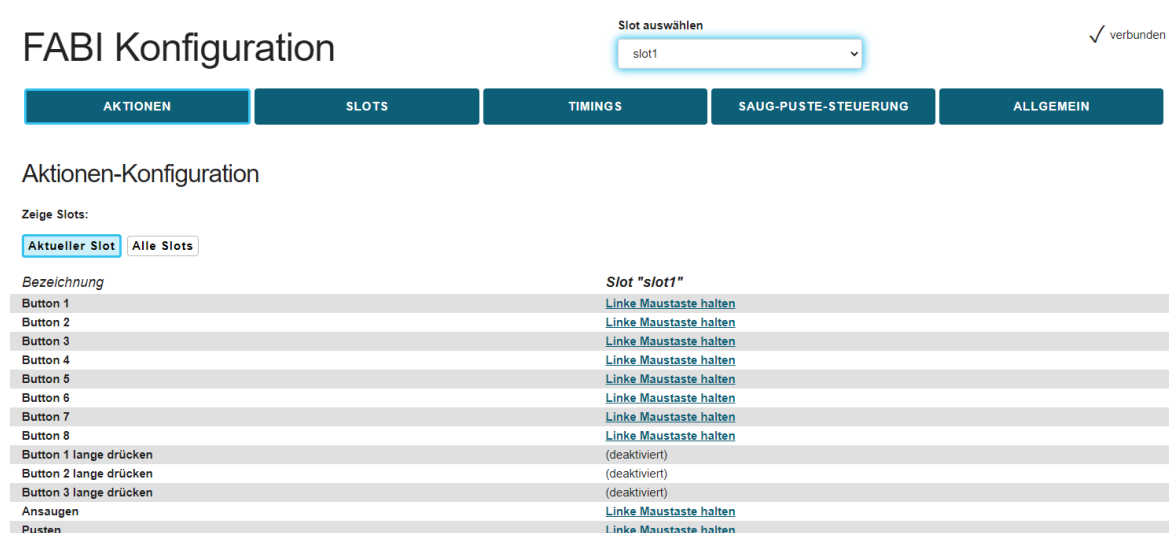 FABI Konfiguration
Slot auswählen
slot1
verbunden
AKTIONEN SLOTS TIMINGS SAUG-PUSTE-STEUERUNG ALLGEMEIN
Aktionen-Konfiguration
Zeige Slots:
Aktueller Slot Alle Slots
Bezeichnung Slot "slot1"
Button 1 Linke Maustaste halten
Button 2 Linke Maustaste halten
Button 3 Linke Maustaste halten
Button 4 Linke Maustaste halten
Button 5 Linke Maustaste halten
Button 6 Linke Maustaste halten
Button 7 Linke Maustaste halten
Button 8 Linke Maustaste halten
Button 1 lange drücken (deaktiviert)
Button 2 lange drücken (deaktiviert)
Button 3 lange drücken (deaktiviert)
Ansaugen Linke Maustaste halten
Pusten Linke Maustaste halten